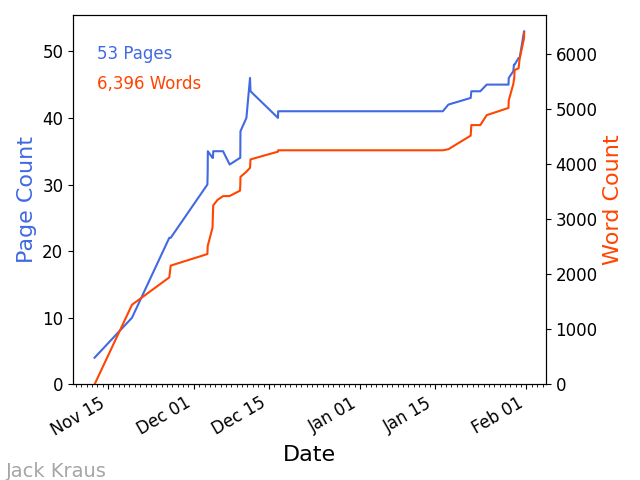 53 Pages
6,396 Words
Page Count
50
40
30
20
10
0
Word Count
6000
5000
4000
3000
2000
1000
0
Nov 15
Dec 01
Dec 15
Jan 01
Jan 15
Feb 01
Date
Jack Kraus